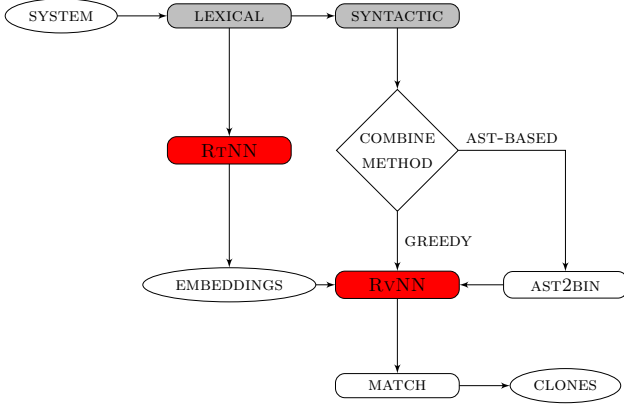 SYSTEM
LEXICAL
SYNTACTIC
RTNN
COMBINE
METHOD
AST-BASED
GREEDY
EMBEDDINGS
RVNN
AST2BIN
MATCH
CLONES